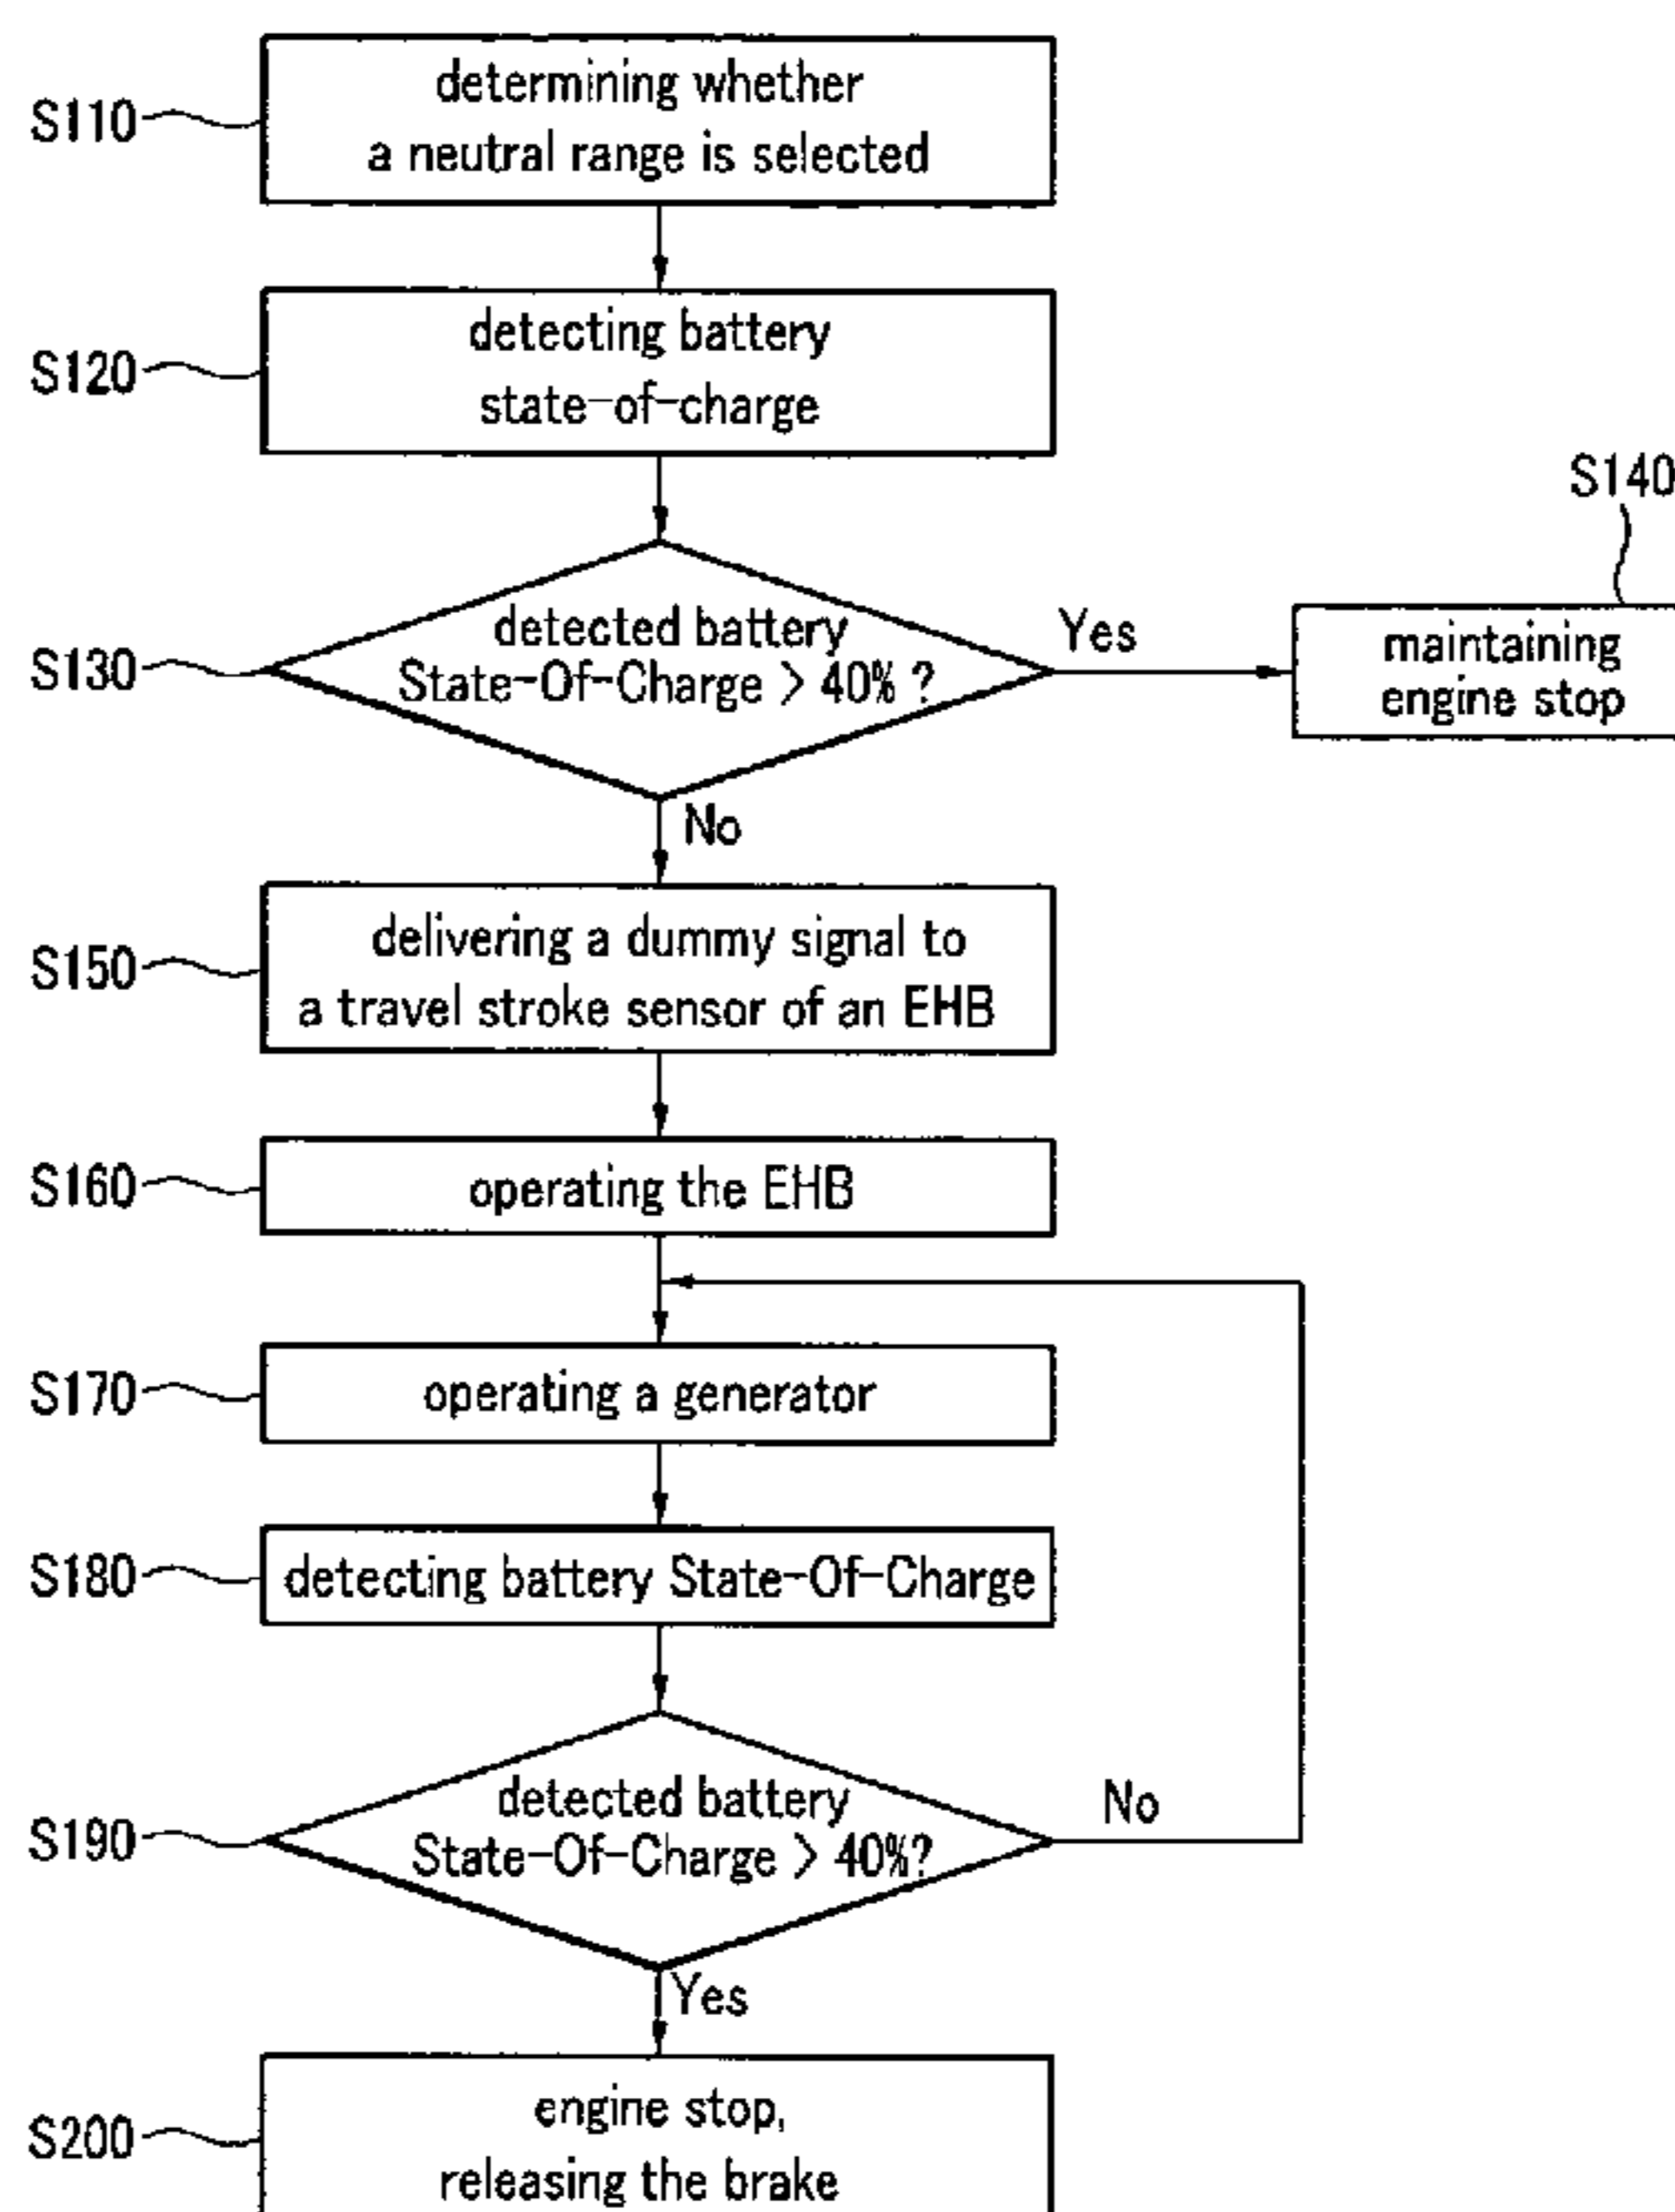 S110
determining whether
a neutral range is selected
S120
detecting battery
state-of-charge
S130
detected battery
State-Of-Charge > 40% ?
Yes
S140
maintaining
engine stop
No
S150
delivering a dummy signal to
a travel stroke sensor of an EHB
S160
operating the EHB
S170
operating a generator
S180
detecting battery State-Of-Charge
S190
detected battery
State-Of-Charge > 40%?
No
Yes
S200
engine stop,
releasing the brake